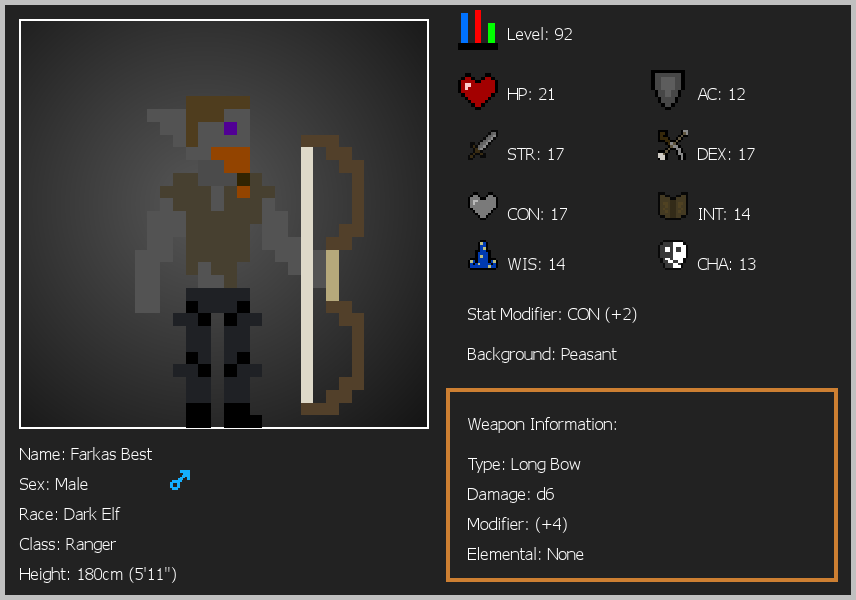 Level: 92
HP: 21
AC: 12
STR: 17
DEX: 17
CON: 17
INT: 14
WIS: 14
CHA: 13
Stat Modifier: CON (+2)
Background: Peasant
Weapon Information:
Type: Long Bow
Damage: d6
Modifier: (+4)
Elemental: None
Name: Farkas Best
Sex: Male
Race: Dark Elf
Class: Ranger
Height: 180cm (5'11")